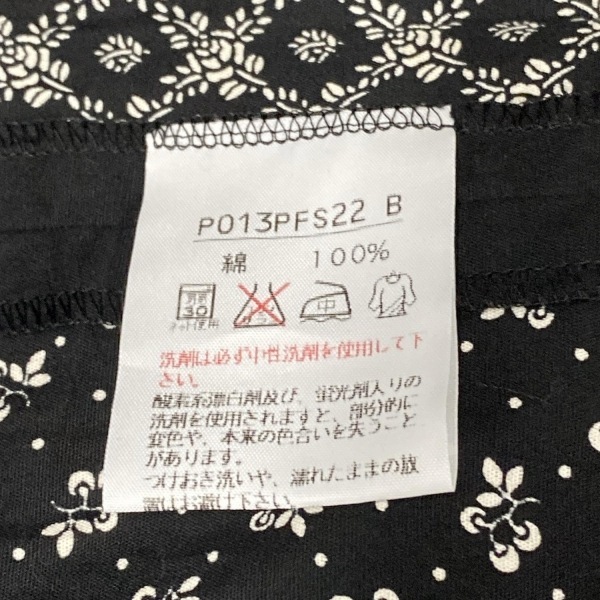 P013PFS22 B
綿 100%
30 中
ネット使用
洗剤は必ず中性洗剤を使用して下
さい。
酸素系漂白剤及び、蛍光剤入りの
洗剤を使用されますと、部分的に
変色や、本来の色合いを失うこと
があります。
つけおき洗いや、濡れたままの放
置はお避け下さい。